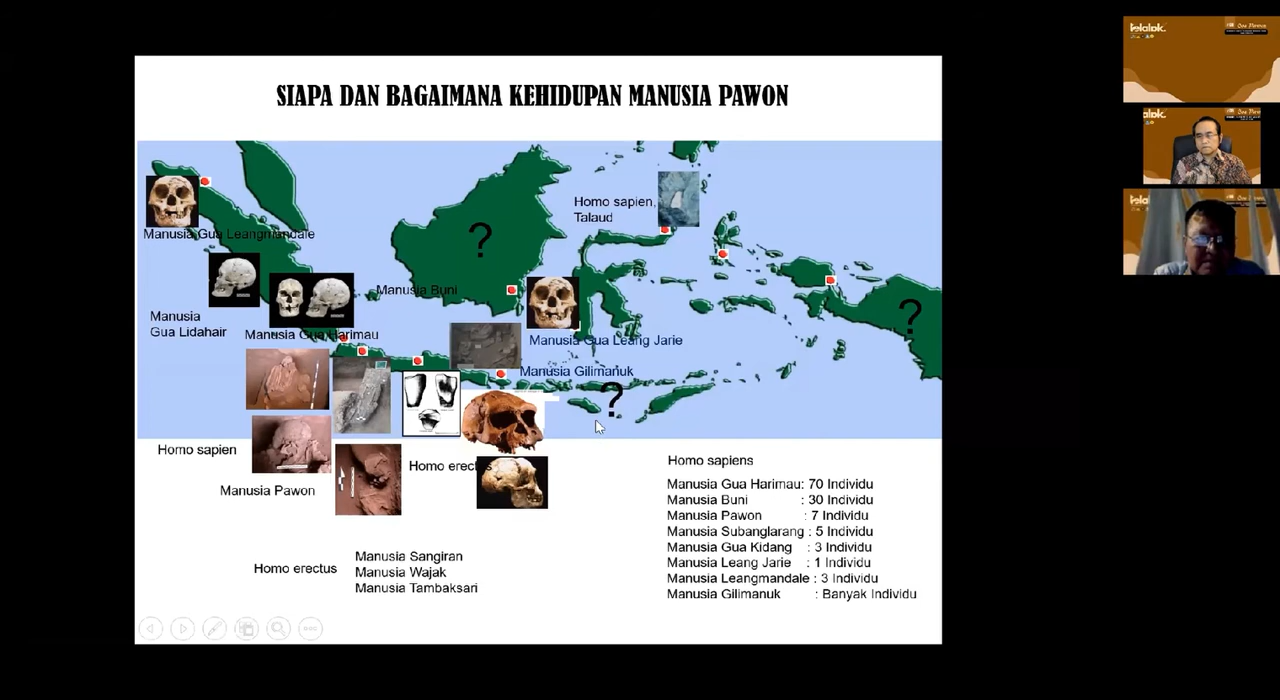 SIAPA DAN BAGAIMANA KEHIDUPAN MANUSIA PAWON
Homo sapien,
Talaud
Manusia Gua Leangmandale
?
Manusia Buni
?
Manusia
Gua Lidahair
Manusia Gua Harimau
Manusia Gua Leang Jarie
Manusia Gilimanuk
?
Homo sapien
Manusia Pawon
Homo erectus
Homo erectus
Manusia Sangiran
Manusia Wajak
Manusia Tambaksari
Homo sapiens
Manusia Gua Harimau: 70 Individu
Manusia Buni : 30 Individu
Manusia Pawon : 7 Individu
Manusia Subanglarang : 5 Individu
Manusia Gua Kidang : 3 Individu
Manusia Leang Jarie : 1 Individu
Manusia Leangmandale : 3 Individu
Manusia Gilimanuk : Banyak Individu